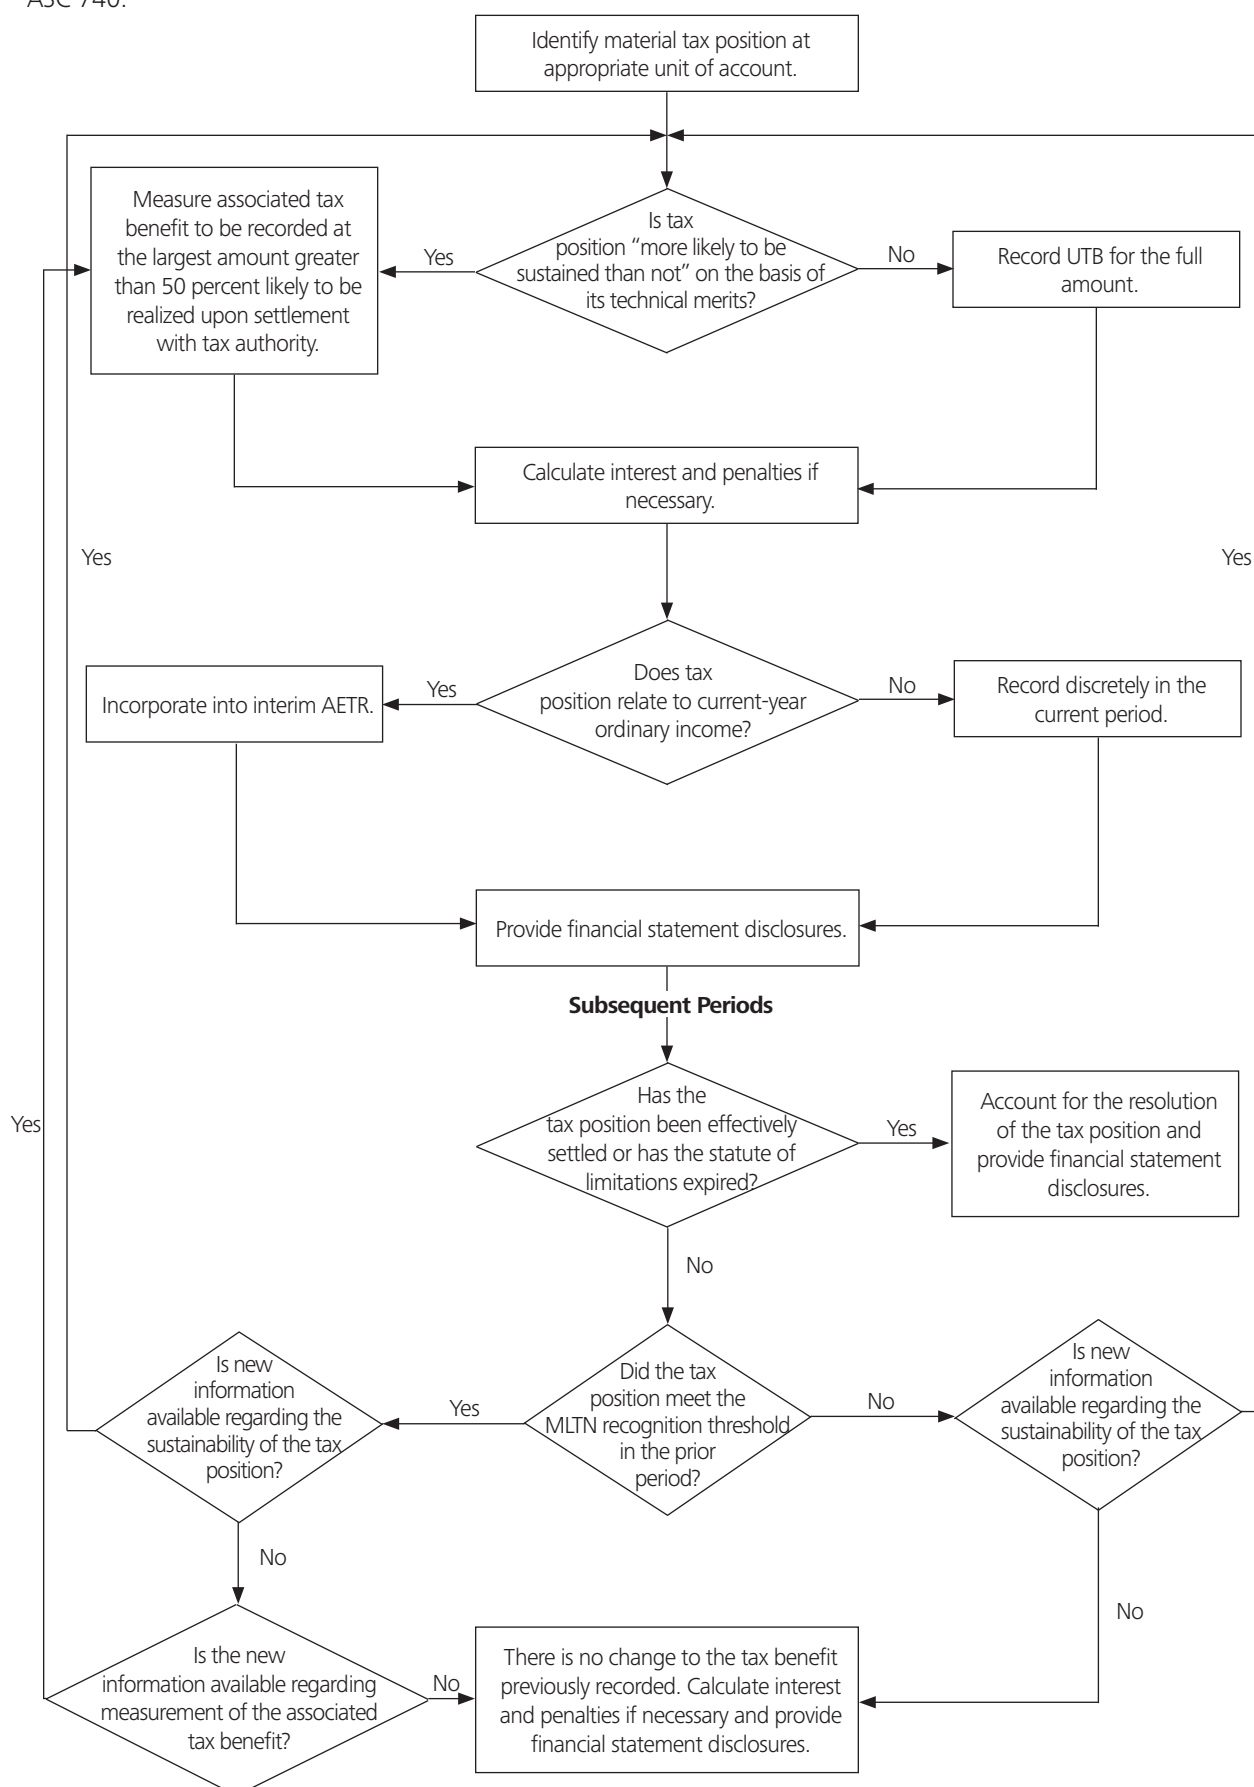 ASC 740.
Identify material tax position at
appropriate unit of account.
Measure associated tax
benefit to be recorded at
the largest amount greater
than 50 percent likely to be
realized upon settlement
with tax authority.
Yes
Is tax
position “more likely to be
sustained than not” on the basis of
its technical merits?
No
Record UTB for the full
amount.
Calculate interest and penalties if
necessary.
Yes
Yes
Incorporate into interim AETR.
Yes
Does tax
position relate to current-year
ordinary income?
No
Record discretely in the
current period.
Provide financial statement disclosures.
Subsequent Periods
Has the
tax position been effectively
settled or has the statute of
limitations expired?
Yes
Account for the resolution
of the tax position and
provide financial statement
disclosures.
Yes
No
Is new
information
available regarding the
sustainability of the tax
position?
Yes
Did the tax
position meet the
MLTN recognition threshold
in the prior
period?
No
Is new
information
available regarding the
sustainability of the tax
position?
No
No
Is the new
information available regarding
measurement of the associated
tax benefit?
No
There is no change to the tax benefit
previously recorded. Calculate interest
and penalties if necessary and provide
financial statement disclosures.